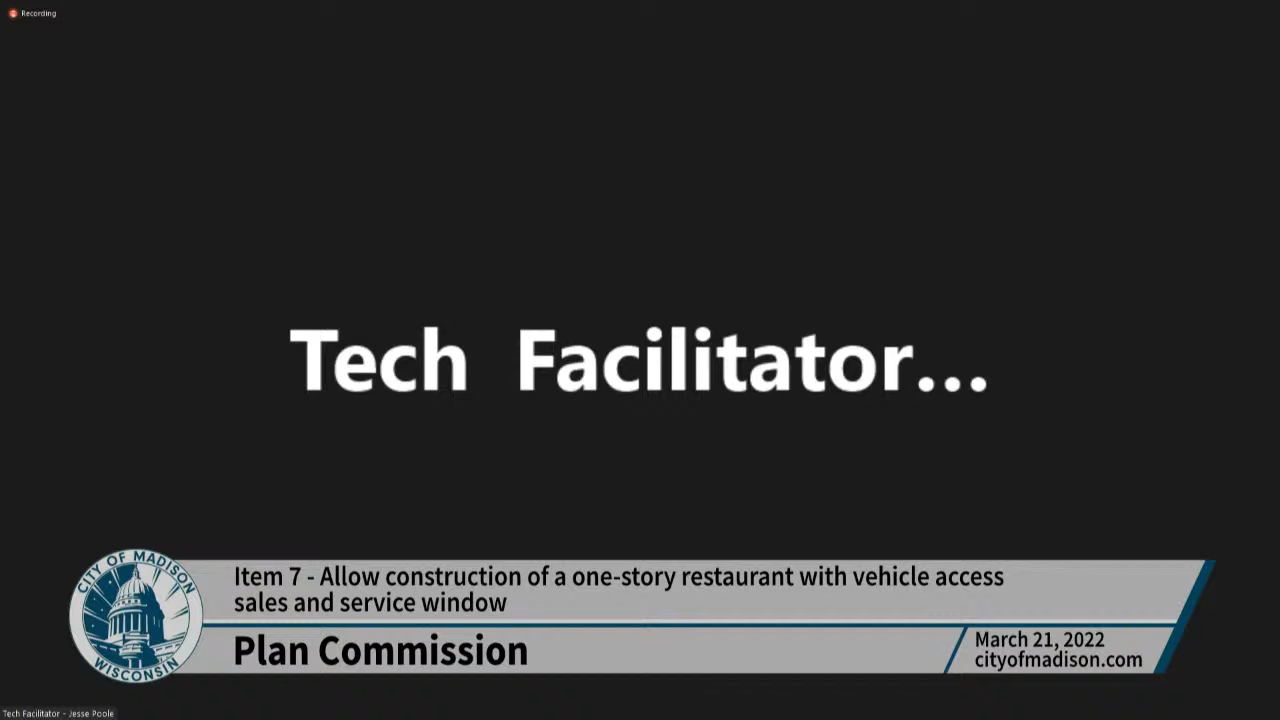 Recording
Tech Facilitator...
CITY OF MADISON
WISCONSIN
Item 7 - Allow construction of a one-story restaurant with vehicle access
sales and service window
Plan Commission
March 21, 2022
cityofmadison.com
Tech Facilitator - Jesse Poole